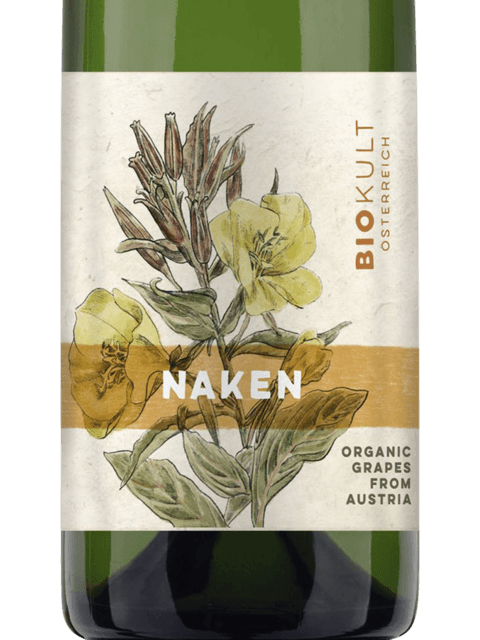 BIOKULT
ÖSTERREICH
NAKEN
ORGANIC
GRAPES
FROM
AUSTRIA